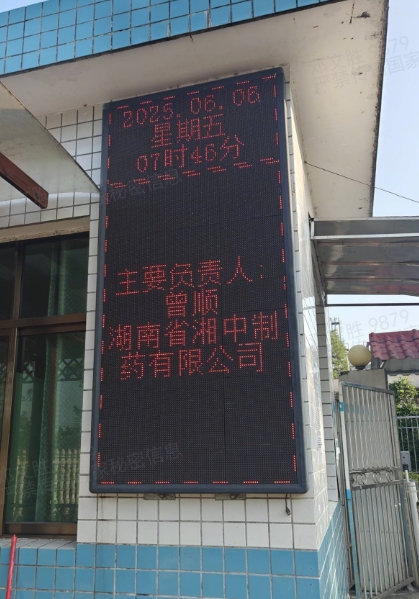 2025.06.06
星期五
07时46分
主要负责人:
曾顺
湖南省湘中制
药有限公司